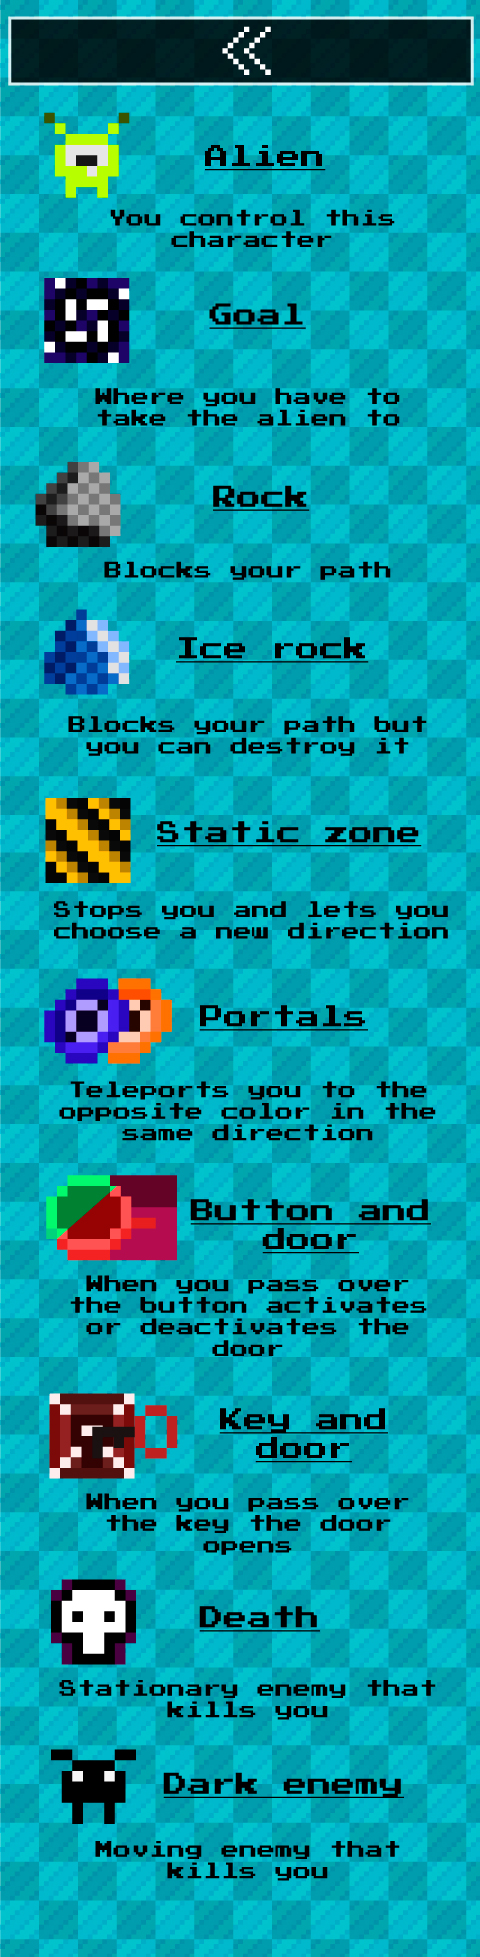 Alien
You control this
character
Goal
Where you have to
take the alien to
Rock
Blocks your path
Ice rock
Blocks your path but
you can destroy it
Static zone
Stops you and lets you
choose a new direction
Portals
Teleports you to the
opposite color in the
same direction
Button and
door
When you pass over
the button activates
or deactivates the
door
Key and
door
When you pass over
the key the door
opens
Death
Stationary enemy that
kills you
Dark enemy
Moving enemy that
kills you